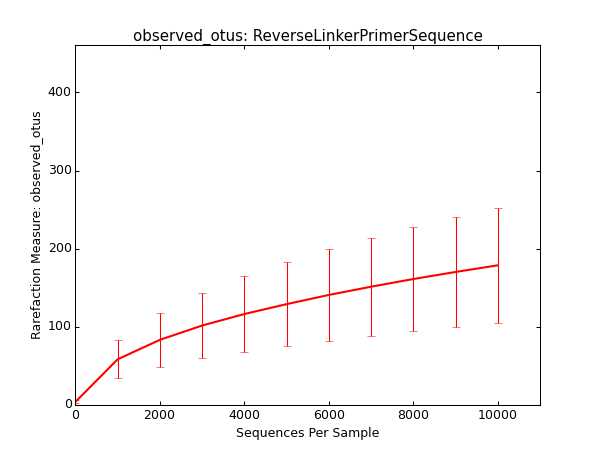 observed_otus: ReverseLinkerPrimerSequence
Rarefaction Measure: observed_otus
400
300
200
100
0
0 2000 4000 6000 8000 10000
Sequences Per Sample